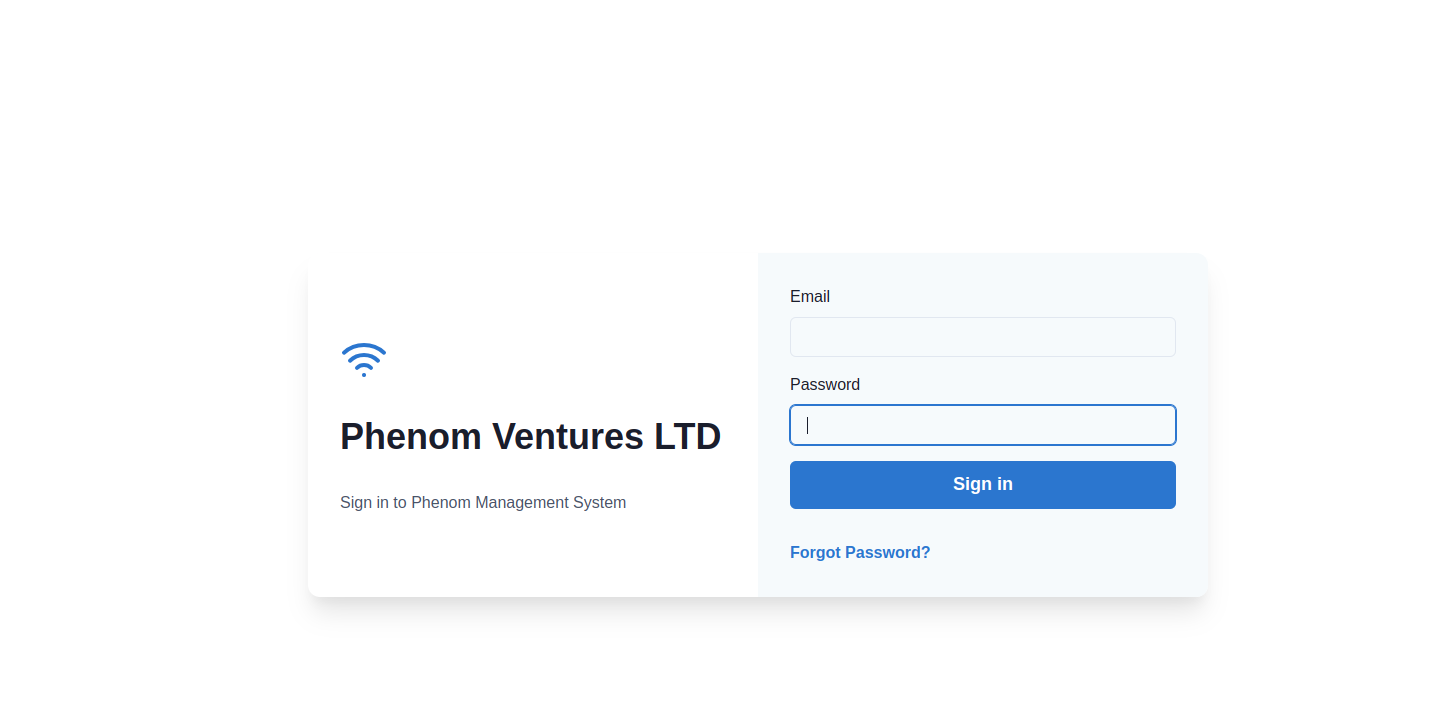 Phenom Ventures LTD
Sign in to Phenom Management System
Email
Password
Sign in
Forgot Password?